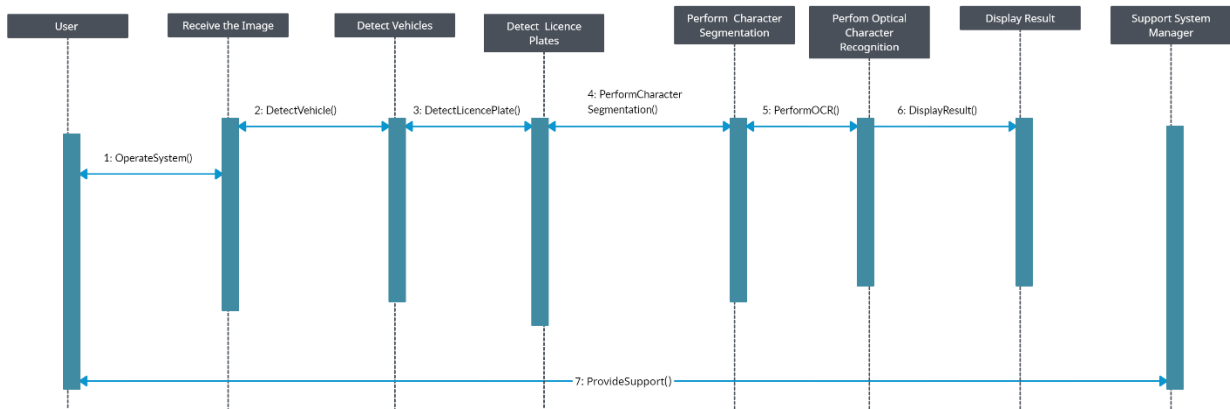 User
Receive the Image
Detect Vehicles
Detect Licence
Plates
Perform Character
Segmentation
Perfom Optical
Character
Recognition
Display Result
Support System
Manager
4: PerformCharacter
Segmentation()
2: DetectVehicle()
3: DetectLicencePlate()
5: PerformOCR()
6: DisplayResult()
1: OperateSystem()
7: ProvideSupport()